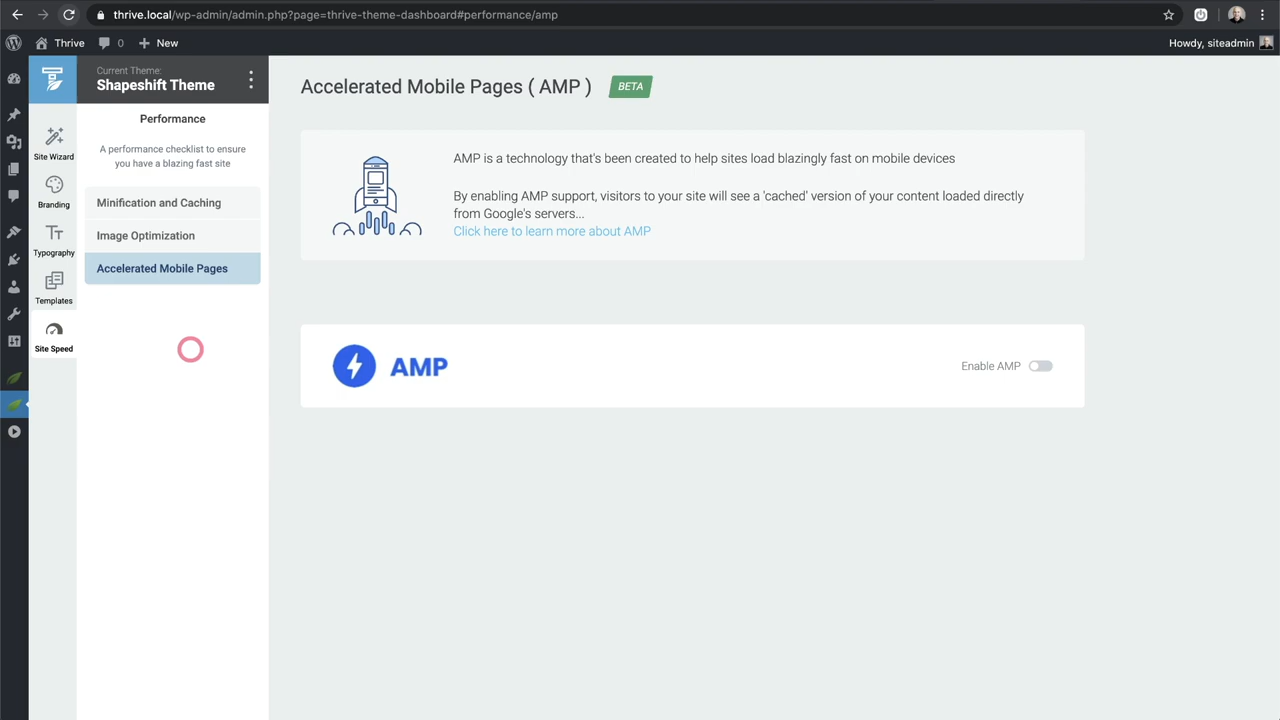 thrive.local/wp-admin/admin.php?page=thrive-theme-dashboard#performance/amp
Thrive
0
New
Howdy, siteadmin
Current Theme:
Shapeshift Theme
Performance
A performance checklist to ensure
you have a blazing fast site
Minification and Caching
Image Optimization
Accelerated Mobile Pages
Site Wizard
Branding
Typography
Templates
Site Speed
Accelerated Mobile Pages ( AMP )
BETA
AMP is a technology that's been created to help sites load blazingly fast on mobile devices
By enabling AMP support, visitors to your site will see a 'cached' version of your content loaded directly
from Google's servers...
Click here to learn more about AMP
AMP
Enable AMP